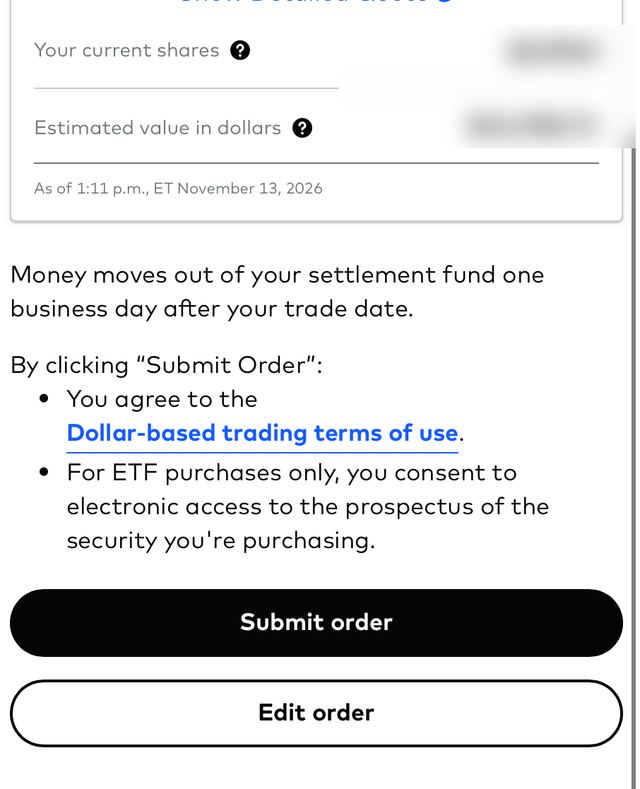 Your current shares
Estimated value in dollars
As of 1:11 p.m., ET November 13, 2026
Money moves out of your settlement fund one
business day after your trade date.
By clicking “Submit Order”:
• You agree to the
Dollar-based trading terms of use.
• For ETF purchases only, you consent to
electronic access to the prospectus of the
security you're purchasing.
Submit order
Edit order